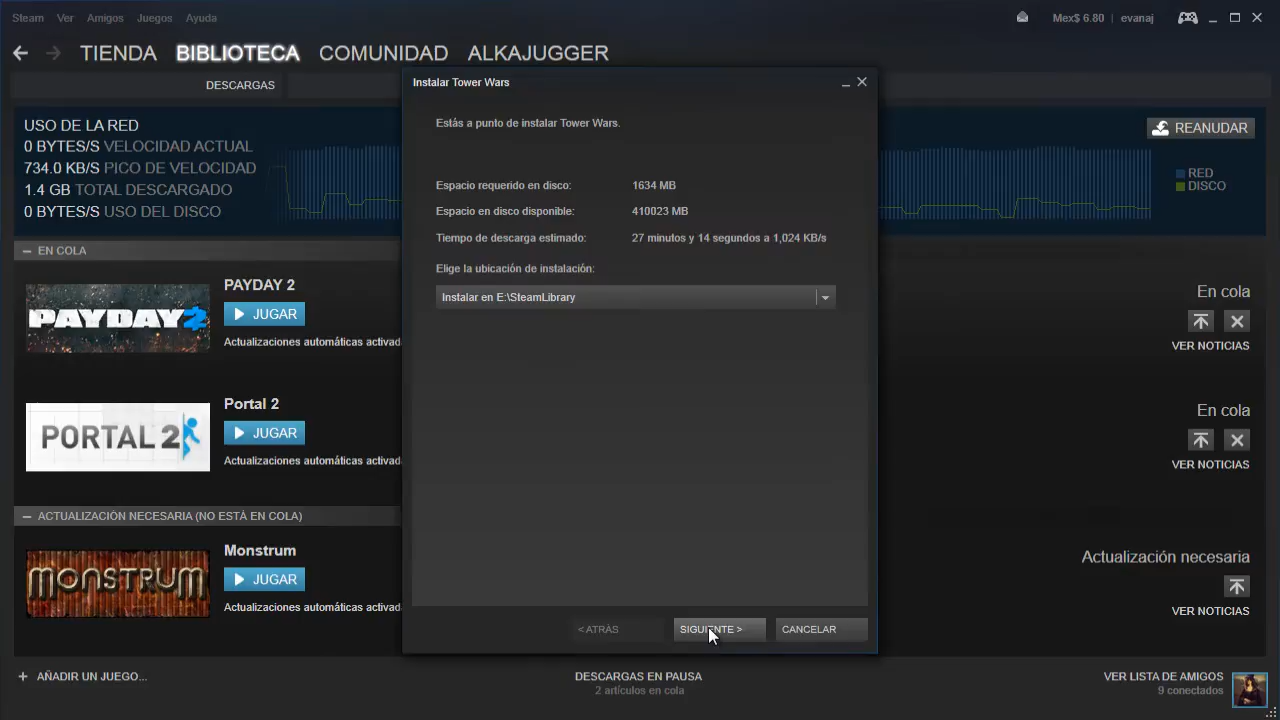 Steam Ver Amigos Juegos Ayuda
Mex$ 6.80 | evanaj
TIENDA BIBLIOTECA COMUNIDAD ALKAJUGGER
DESCARGAS
USO DE LA RED
0 BYTES/S VELOCIDAD ACTUAL
734.0 KB/S PICO DE VELOCIDAD
1.4 GB TOTAL DESCARGADO
0 BYTES/S USO DEL DISCO
REANUDAR
RED
DISCO
EN COLA
PAYDAY 2
PAYDAY 2
JUGAR
Actualizaciones automáticas activad
En cola
VER NOTICIAS
PORTAL 2
Portal 2
JUGAR
Actualizaciones automáticas activad
En cola
VER NOTICIAS
ACTUALIZACIÓN NECESARIA (NO ESTÁ EN COLA)
MONSTRUM
Monstrum
JUGAR
Actualizaciones automáticas activad
Actualización necesaria
VER NOTICIAS
Instalar Tower Wars
Estás a punto de instalar Tower Wars.
Espacio requerido en disco: 1634 MB
Espacio en disco disponible: 410023 MB
Tiempo de descarga estimado: 27 minutos y 14 segundos a 1,024 KB/s
Elige la ubicación de instalación:
Instalar en E:\SteamLibrary
< ATRÀS SIGUIENTE > CANCELAR
+ AÑADIR UN JUEGO...
DESCARGAS EN PAUSA
2 artículos en cola
VER LISTA DE AMIGOS
9 conectados